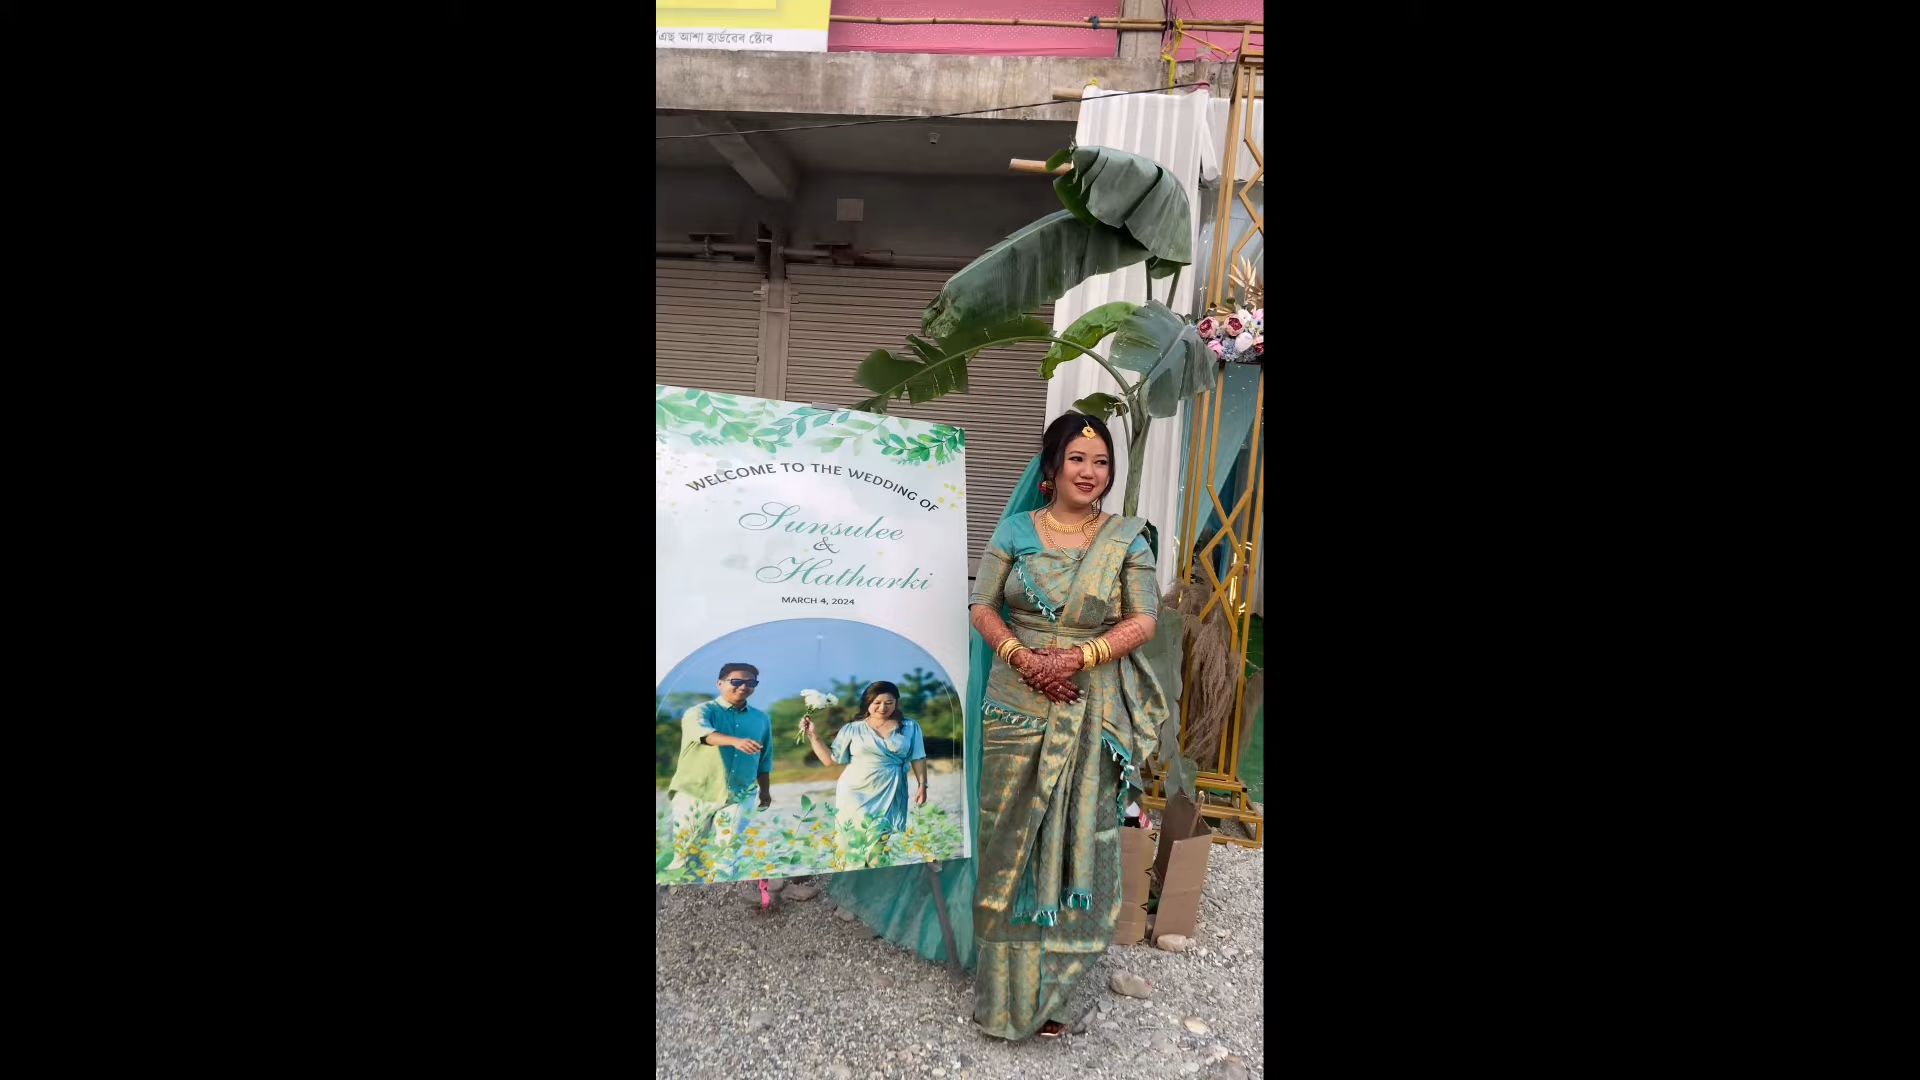 এছ আশা হার্ডৱেৰ ষ্টোৰ
WELCOME TO THE WEDDING OF
Sunsulee
&
Hatharki
MARCH 4, 2024